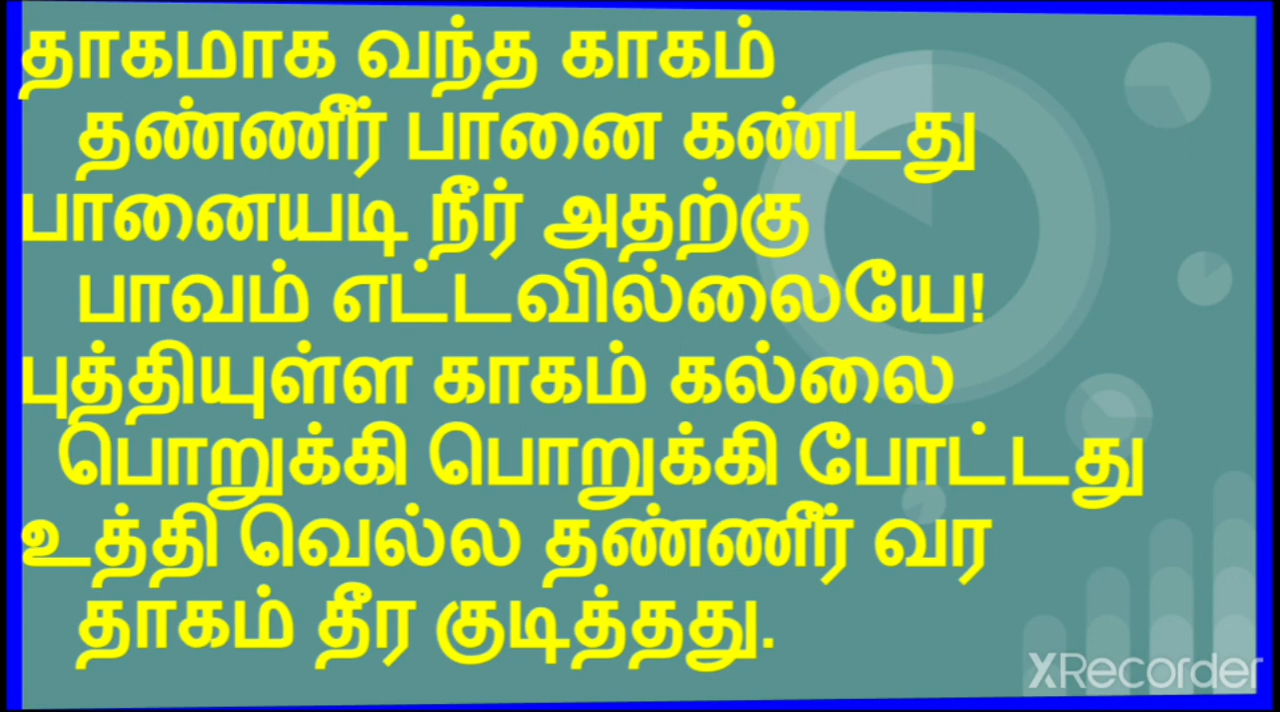 தாகமாக வந்த காகம்
தண்ணீர் பானை கண்டது
பானையடி நீர் அதற்கு
பாவம் எட்டவில்லையே!
புத்தியுள்ள காகம் கல்லை
பொறுக்கி பொறுக்கி போட்டது
உத்தி வெல்ல தண்ணீர் வர
தாகம் தீர குடித்தது.
XRecorder